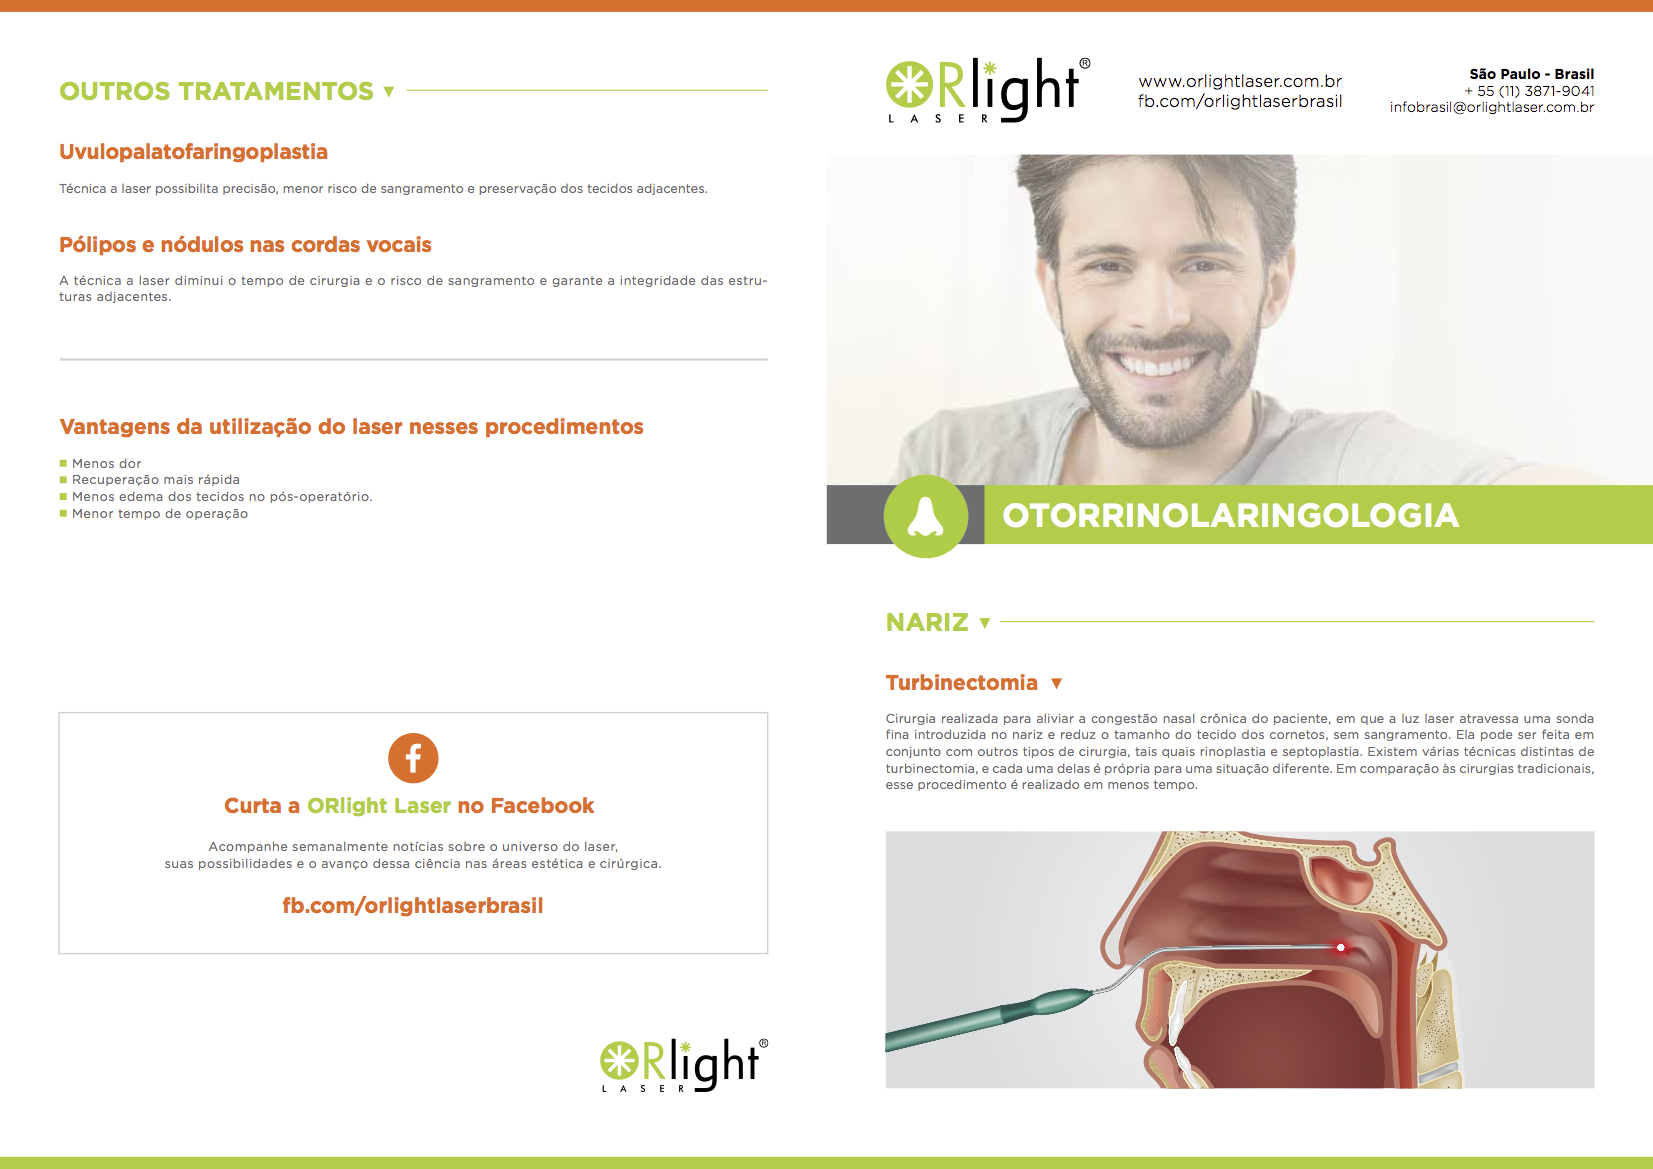 OUTROS TRATAMENTOS ▼
Uvulopalatofaringoplastia
Técnica a laser possibilita precisão, menor risco de sangramento e preservação dos tecidos adjacentes.
Pólipos e nódulos nas cordas vocais
A técnica a laser diminui o tempo de cirurgia e o risco de sangramento e garante a integridade das estru-
turas adjacentes.
Vantagens da utilização do laser nesses procedimentos
■ Menos dor
■ Recuperação mais rápida
■ Menos edema dos tecidos no pós-operatório.
■ Menor tempo de operação
f
Curta a ORlight Laser no Facebook
Acompanhe semanalmente notícias sobre o universo do laser,
suas possibilidades e o avanço dessa ciência nas áreas estética e cirúrgica.
fb.com/orlightlaserbrasil
ORlight®
LASER
ORlight®
LASER
www.orlightlaser.com.br
fb.com/orlightlaserbrasil
São Paulo - Brasil
+ 55 (11) 3871-9041
infobrasil@orlightlaser.com.br
OTORRINOLARINGOLOGIA
NARIZ ▼
Turbinectomia ▼
Cirurgia realizada para aliviar a congestão nasal crônica do paciente, em que a luz laser atravessa uma sonda
fina introduzida no nariz e reduz o tamanho do tecido dos cornetos, sem sangramento. Ela pode ser feita em
conjunto com outros tipos de cirurgia, tais quais rinoplastia e septoplastia. Existem várias técnicas distintas de
turbinectomia, e cada uma delas é própria para uma situação diferente. Em comparação às cirurgias tradicionais,
esse procedimento é realizado em menos tempo.